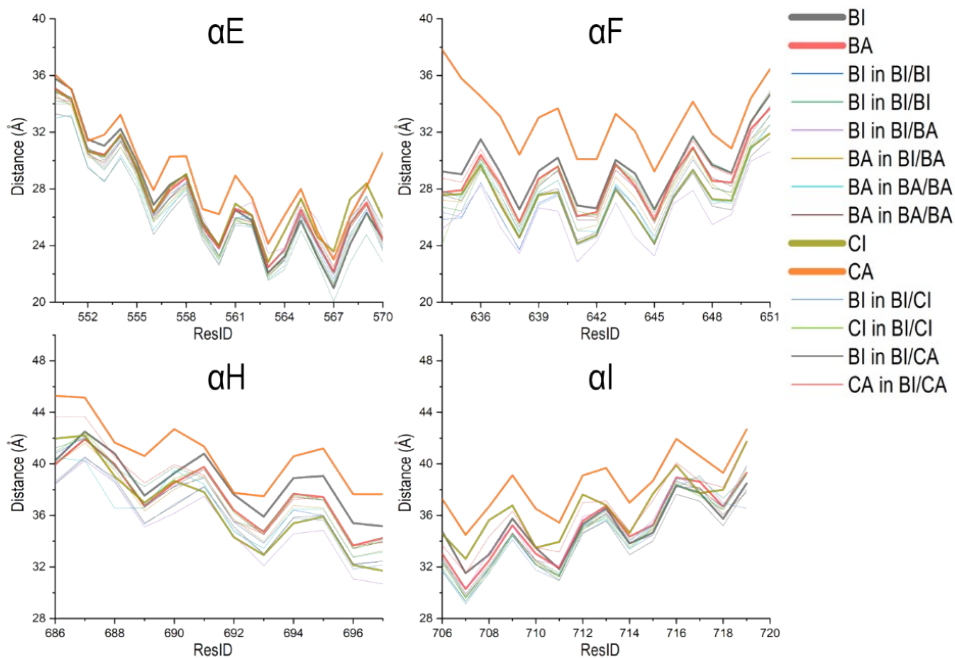 αE
40
36
32
28
24
20
Distance (Å)
552
555
558
561
564
567
570
ResID
αF
40
36
32
28
24
20
Distance (Å)
636
639
642
645
648
651
ResID
αH
48
44
40
36
32
28
Distance (Å)
686
688
690
692
694
696
ResID
αI
48
44
40
36
32
28
Distance (Å)
706
708
710
712
714
716
718
720
ResID
BI
BA
BI in BI/BI
BI in BI/BI
BI in BI/BA
BA in BI/BA
BA in BA/BA
BA in BA/BA
CI
CA
BI in BI/CI
CI in BI/CI
BI in BI/CA
CA in BI/CA